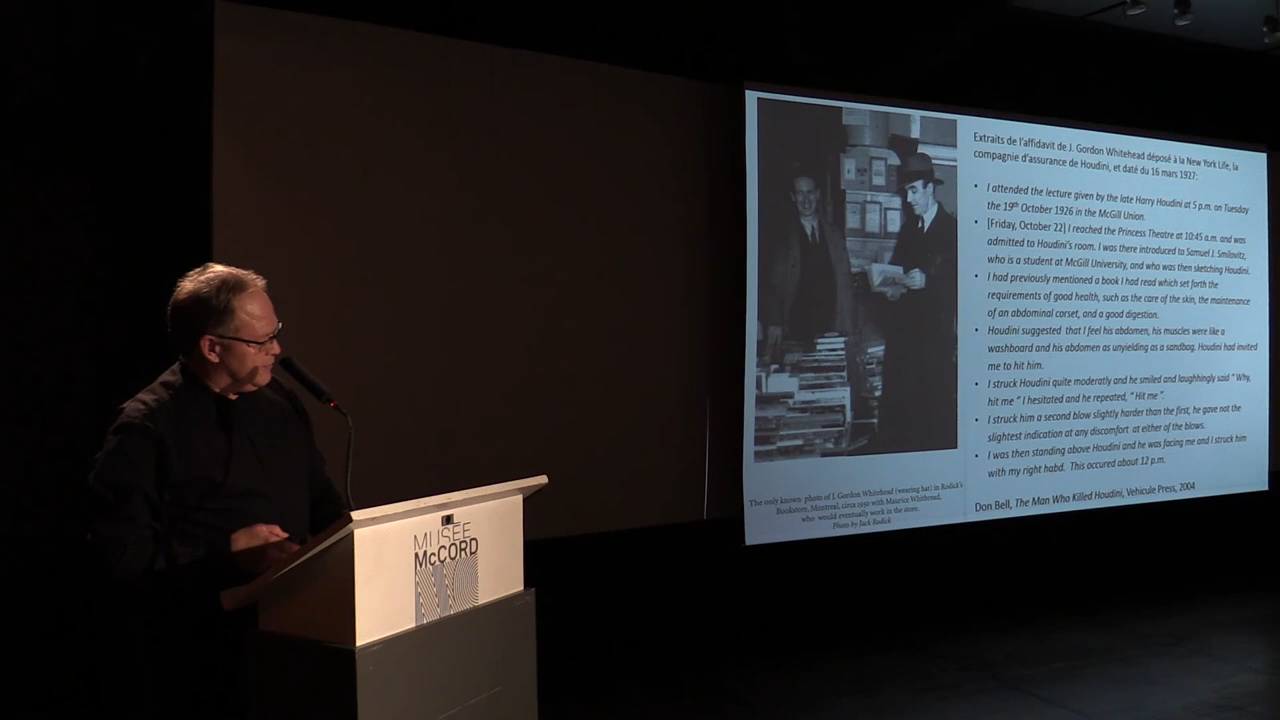 Extraits de l'affidavit de J. Gordon Whitehead déposé à la New York Life, la
compagnie d'assurance de Houdini, et daté du 16 mars 1927:
• I attended the lecture given by the late Harry Houdini at 5 p.m. on Tuesday
the 19th October 1926 in the McGill Union.
• [Friday, October 22] I reached the Princess Theatre at 10:45 a.m. and was
admitted to Houdini's room. I was there introduced to Samuel J. Smilovitz,
who is a student at McGill University, and who was then sketching Houdini.
• I had previously mentioned a book I had read which set forth the
requirements of good health, such as the care of the skin, the maintenance
of an abdominal corset, and a good digestion.
• Houdini suggested that I feel his abdomen, his muscles were like a
washboard and his abdomen as unyielding as a sandbag. Houdini had invited
me to hit him.
• I struck Houdini quite moderately and he smiled and laughhingly said " Why,
hit me " I hesitated and he repeated, " Hit me ".
• I struck him a second blow slightly harder than the first, he gave not the
slightest indication at any discomfort at either of the blows.
• I was then standing above Houdini and he was facing me and I struck him
with my right habd. This occured about 12 p.m.
Don Bell, The Man Who Killed Houdini, Vehicule Press, 2004
The only known photo of J. Gordon Whitehead (wearing hat) in Rodick's
Bookstore, Montreal, circa 1950 with Maurice Whithead,
who would eventually work in the store.
Photo by Jack Rodick
MUSÉE
McCORD